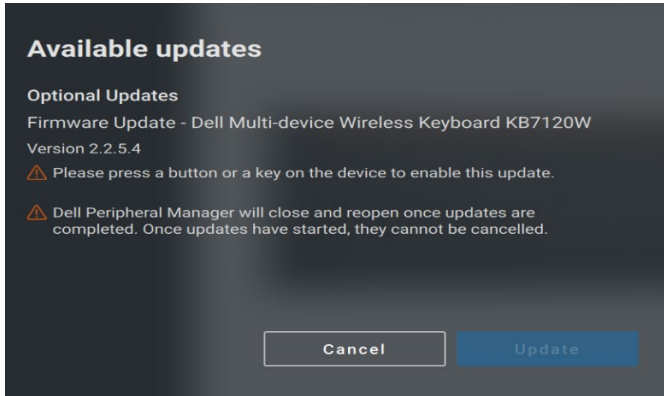 Available updates
Optional Updates
Firmware Update - Dell Multi-device Wireless Keyboard KB7120W
Version 2.2.5.4
Please press a button or a key on the device to enable this update.
Dell Peripheral Manager will close and reopen once updates are
completed. Once updates have started, they cannot be cancelled.
Cancel Update